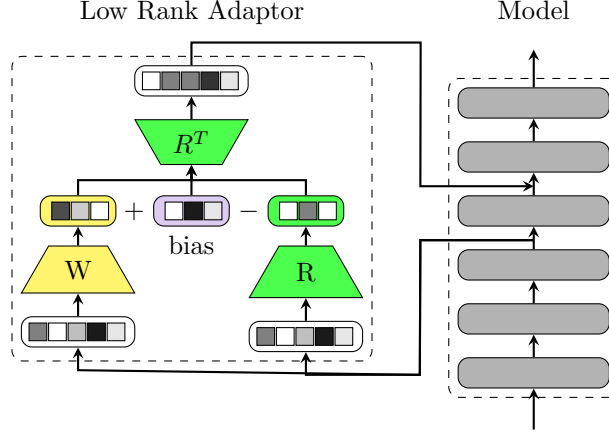 Low Rank Adaptor
Model
R^T
+
−
bias
W
R